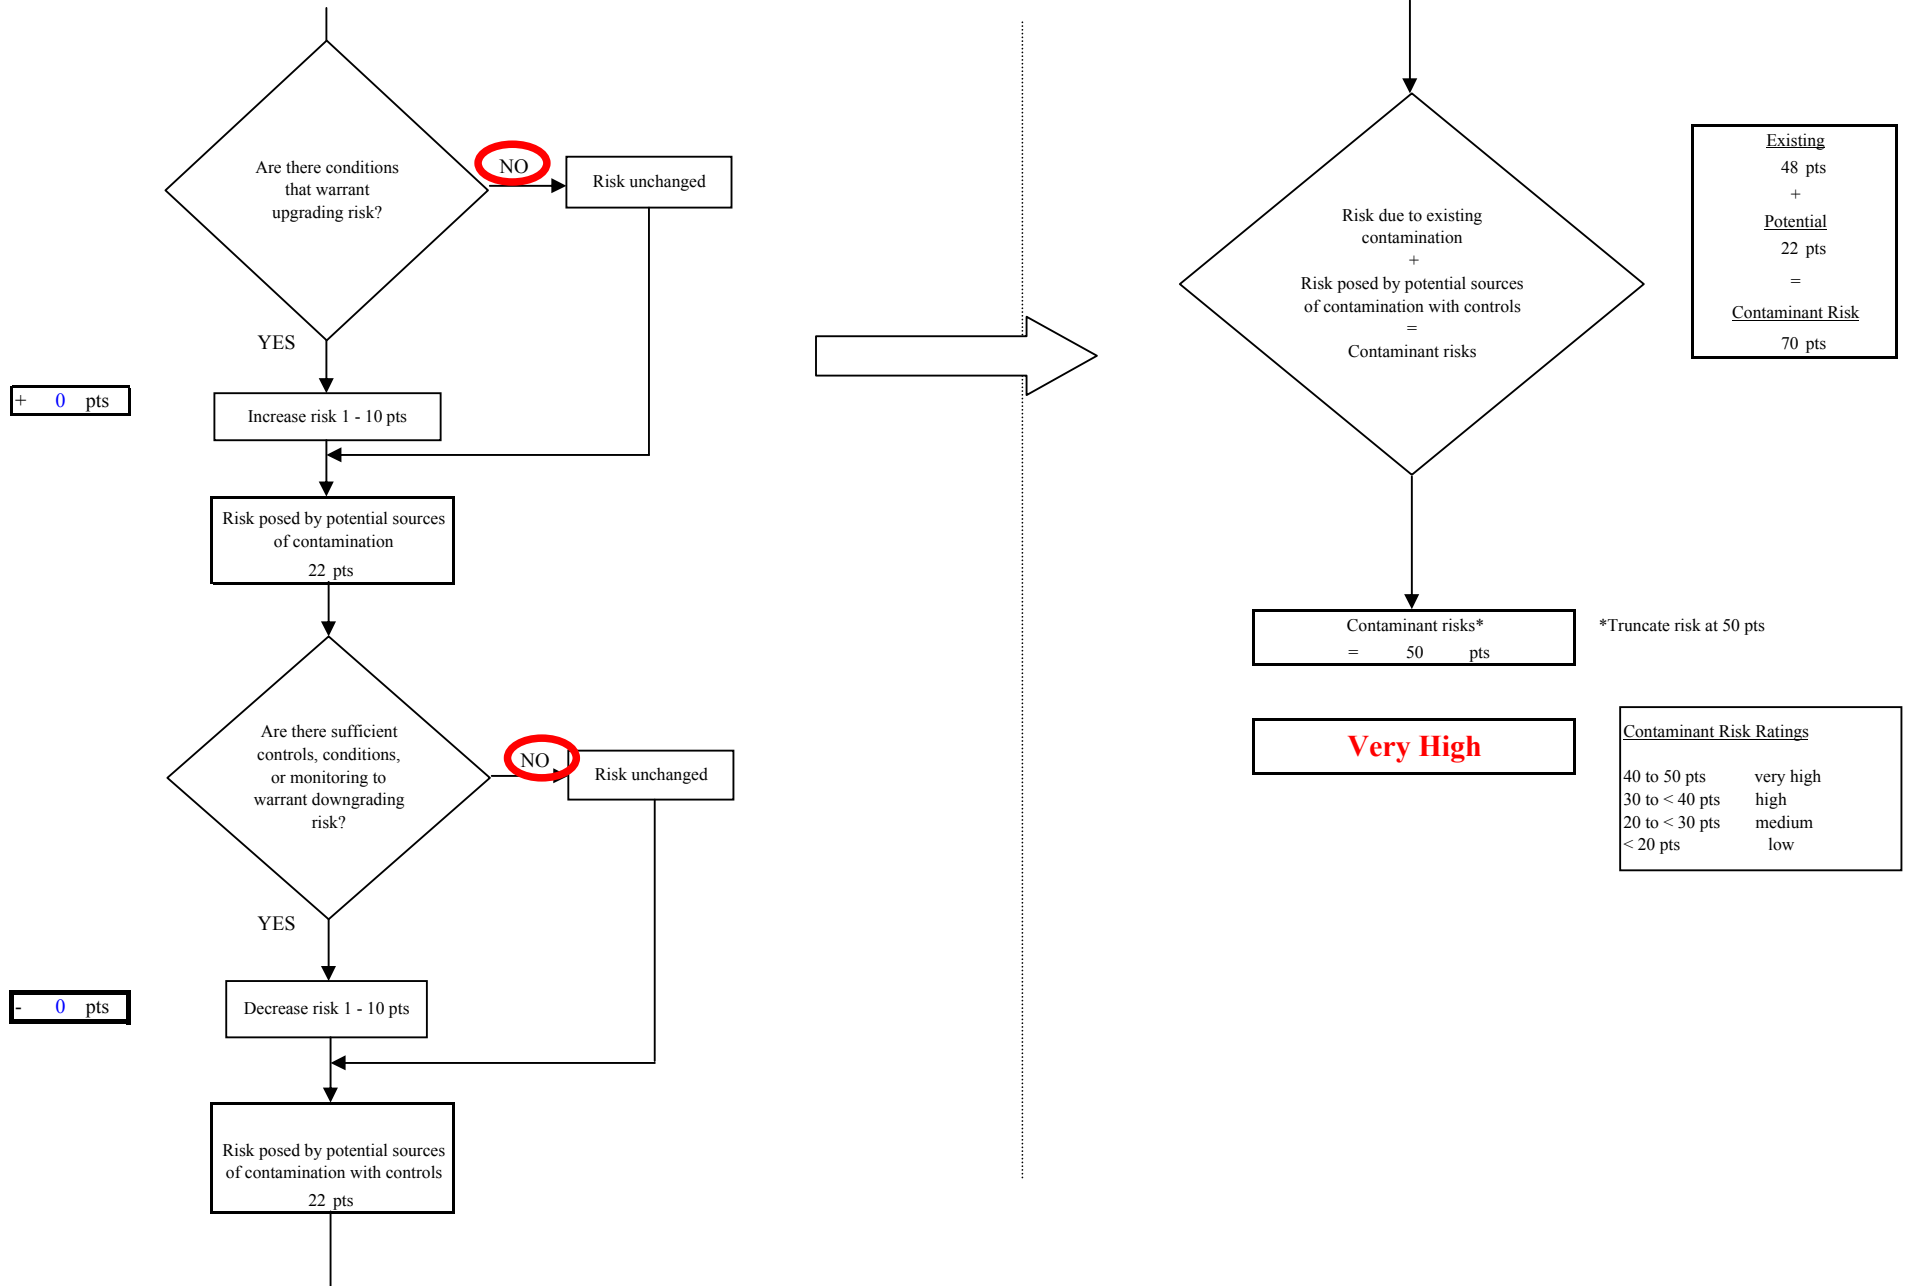 Are there conditions
that warrant
upgrading risk?
NO
Risk unchanged
YES
+ 0 pts
Increase risk 1 - 10 pts
Risk posed by potential sources
of contamination
22 pts
Are there sufficient
controls, conditions,
or monitoring to
warrant downgrading
risk?
NO
Risk unchanged
YES
- 0 pts
Decrease risk 1 - 10 pts
Risk posed by potential sources
of contamination with controls
22 pts
Risk due to existing
contamination
+
Risk posed by potential sources
of contamination with controls
=
Contaminant risks
Existing
48 pts
+
Potential
22 pts
=
Contaminant Risk
70 pts
Contaminant risks*
= 50 pts
*Truncate risk at 50 pts
Very High
Contaminant Risk Ratings
40 to 50 pts very high
30 to < 40 pts high
20 to < 30 pts medium
< 20 pts low